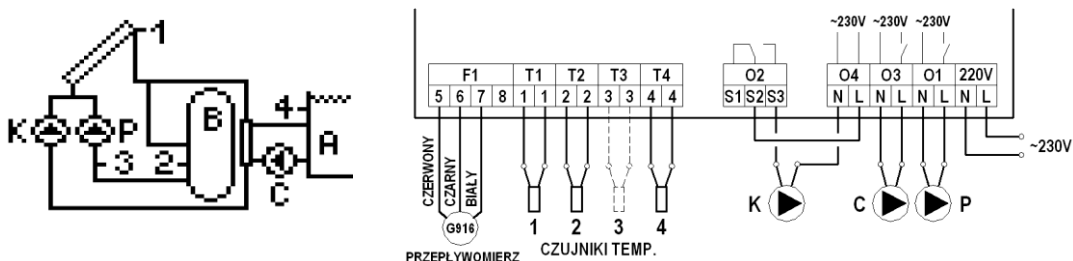 1
K P B 4 A
3 2 C
~230V ~230V ~230V
F1 T1 T2 T3 T4 O2 O4 O3 O1 220V
5 6 7 8 1 1 2 2 3 3 4 4 S1 S2 S3 N L N L N L N L
~230V
CZERWONY
CZARNY
BIAŁY
G916 1 2 3 4 K C P
PRZEPŁYWOMIERZ CZUJNIKI TEMP.